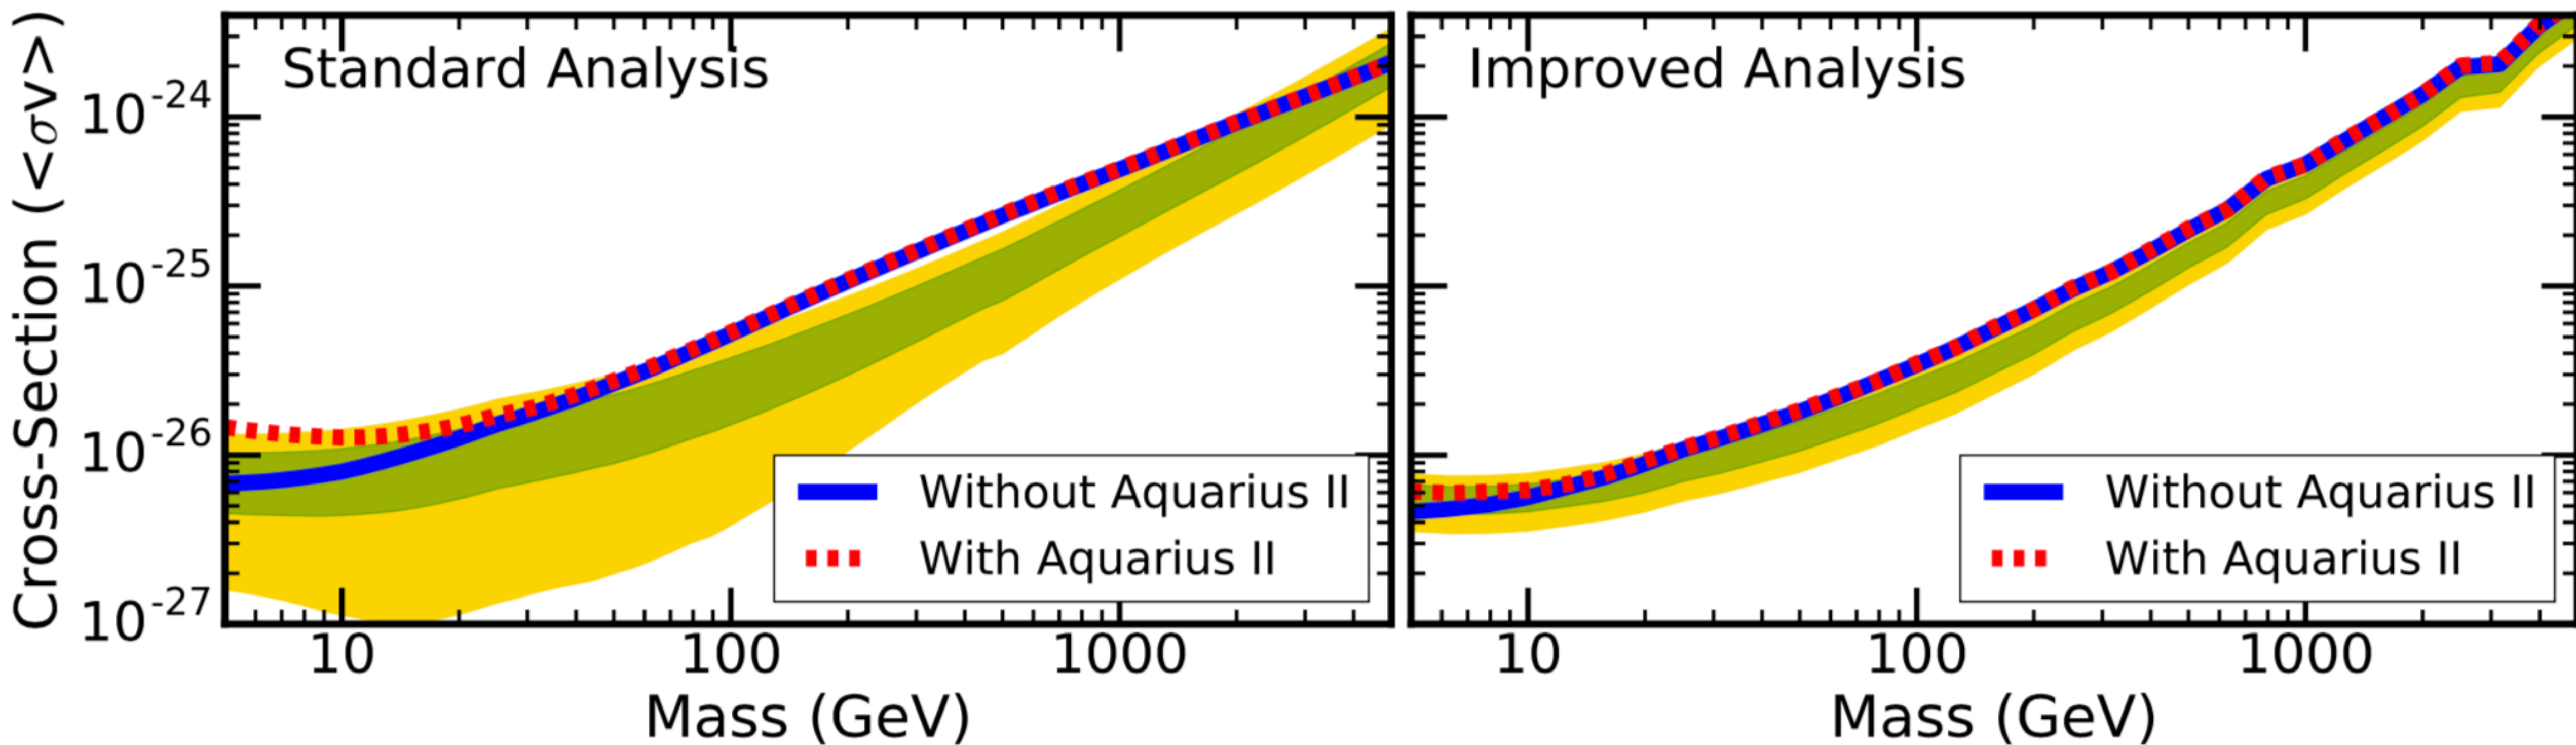 Cross-Section (<σv>)
10^-24
10^-25
10^-26
10^-27
Standard Analysis
Without Aquarius II
With Aquarius II
10 100 1000
Mass (GeV)
Improved Analysis
Without Aquarius II
With Aquarius II
10 100 1000
Mass (GeV)